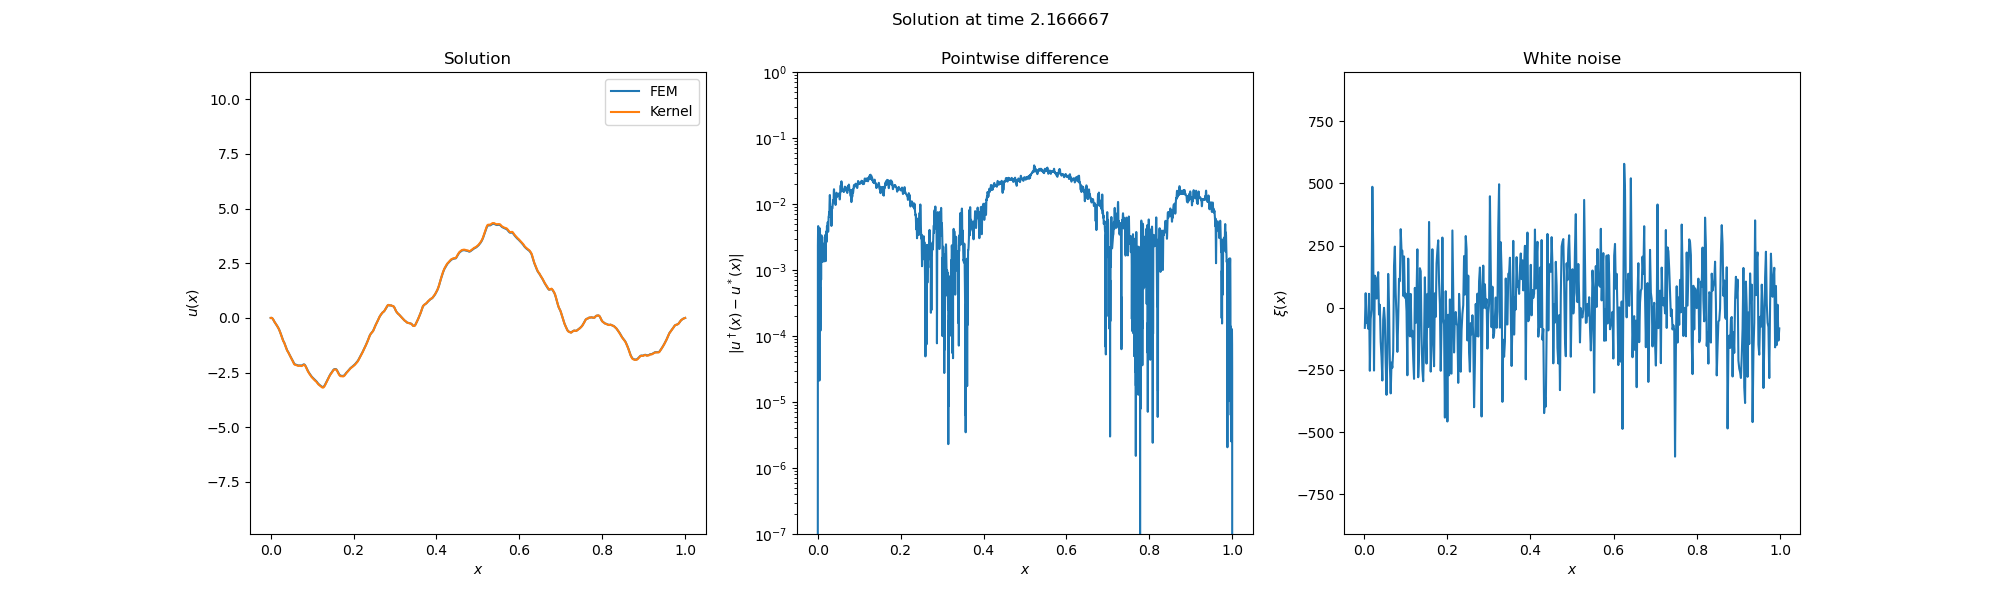 Solution at time 2.166667
Solution
FEM
Kernel
10.0
7.5
5.0
2.5
0.0
−2.5
−5.0
−7.5
u(x)
0.0 0.2 0.4 0.6 0.8 1.0
x
Pointwise difference
10⁰
10⁻¹
10⁻²
10⁻³
10⁻⁴
10⁻⁵
10⁻⁶
10⁻⁷
|u†(x) − u*(x)|
0.0 0.2 0.4 0.6 0.8 1.0
x
White noise
750
500
250
0
−250
−500
−750
ξ(x)
0.0 0.2 0.4 0.6 0.8 1.0
x